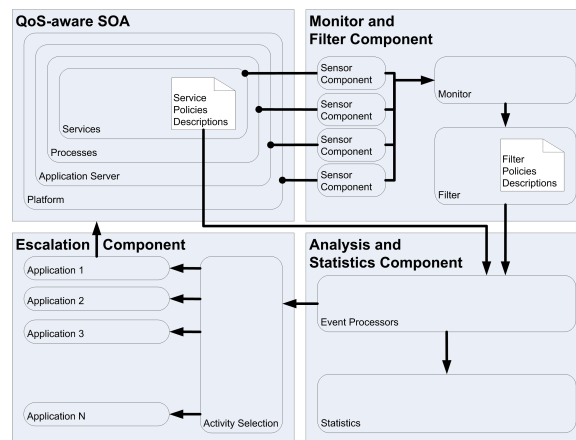 QoS-aware SOA
Service
Policies
Descriptions
Services
Processes
Application Server
Platform
Monitor and
Filter Component
Sensor
Component
Sensor
Component
Sensor
Component
Sensor
Component
Monitor
Filter
Policies
Descriptions
Filter
Escalation Component
Application 1
Application 2
Application 3
Application N
Activity Selection
Analysis and
Statistics Component
Event Processors
Statistics